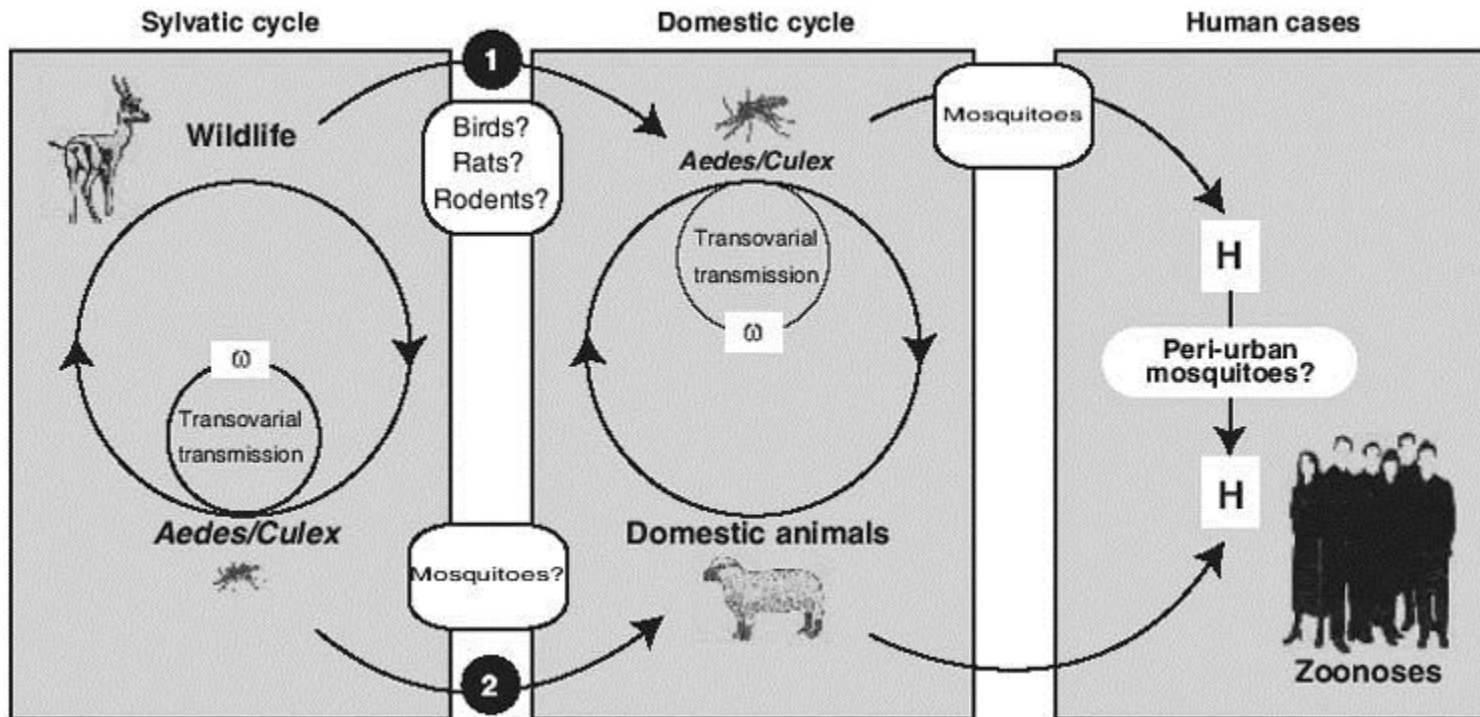 Sylvatic cycle
Domestic cycle
Human cases
1
Wildlife
Birds?
Rats?
Rodents?
Aedes/Culex
Mosquitoes
Transovarial
transmission
ω
H
Peri-urban
mosquitoes?
H
ω
Transovarial
transmission
Aedes/Culex
Mosquitoes?
Domestic animals
2
Zoonoses